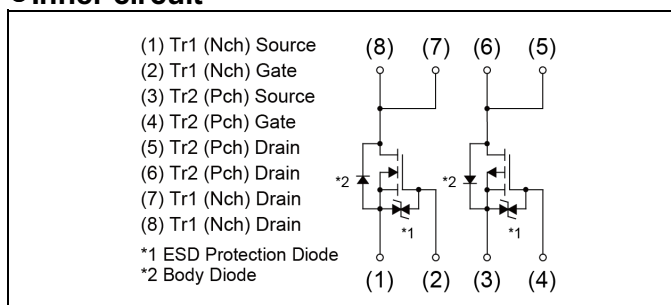 Inner circuit
(1) Tr1 (Nch) Source
(2) Tr1 (Nch) Gate
(3) Tr2 (Pch) Source
(4) Tr2 (Pch) Gate
(5) Tr2 (Pch) Drain
(6) Tr2 (Pch) Drain
(7) Tr1 (Nch) Drain
(8) Tr1 (Nch) Drain
*1 ESD Protection Diode
*2 Body Diode
(8) (7) (6) (5)
*2 *2
*1 *1
(1) (2) (3) (4)